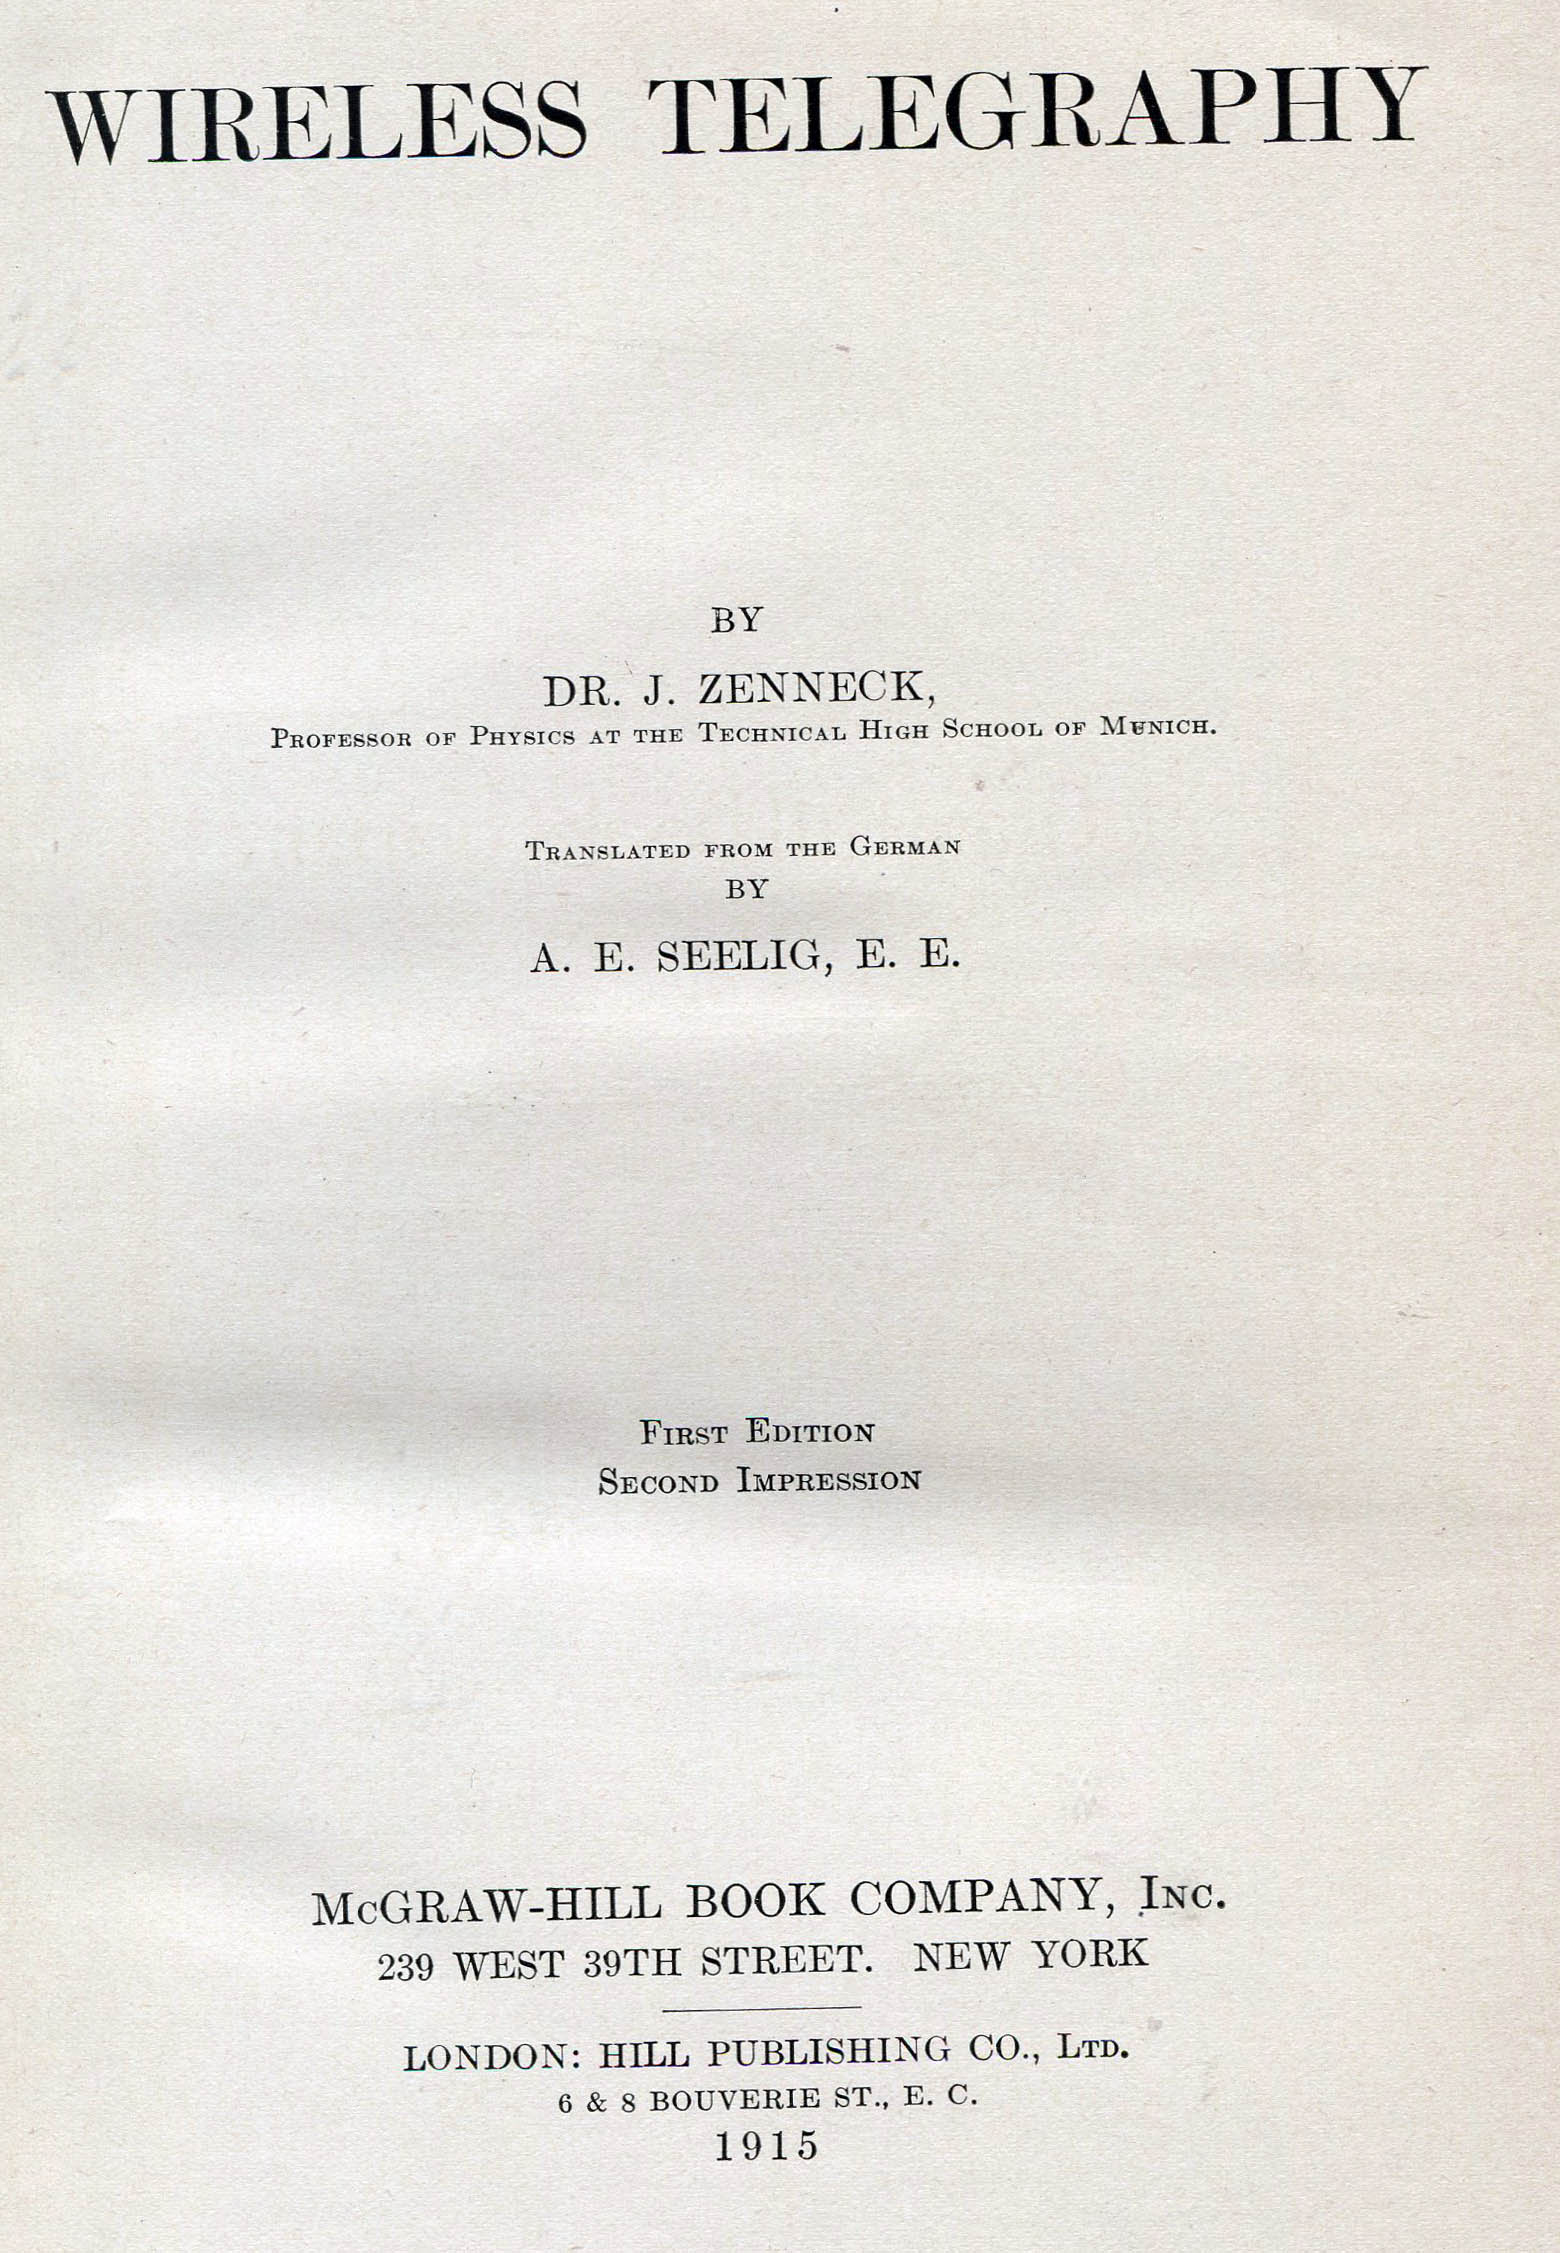 WIRELESS TELEGRAPHY
BY
DR. J. ZENNECK,
PROFESSOR OF PHYSICS AT THE TECHNICAL HIGH SCHOOL OF MUNICH.
TRANSLATED FROM THE GERMAN
BY
A. E. SEELIG, E. E.
FIRST EDITION
SECOND IMPRESSION
McGRAW-HILL BOOK COMPANY, INC.
239 WEST 39TH STREET. NEW YORK
LONDON: HILL PUBLISHING CO., LTD.
6 & 8 BOUVERIE ST., E. C.
1915